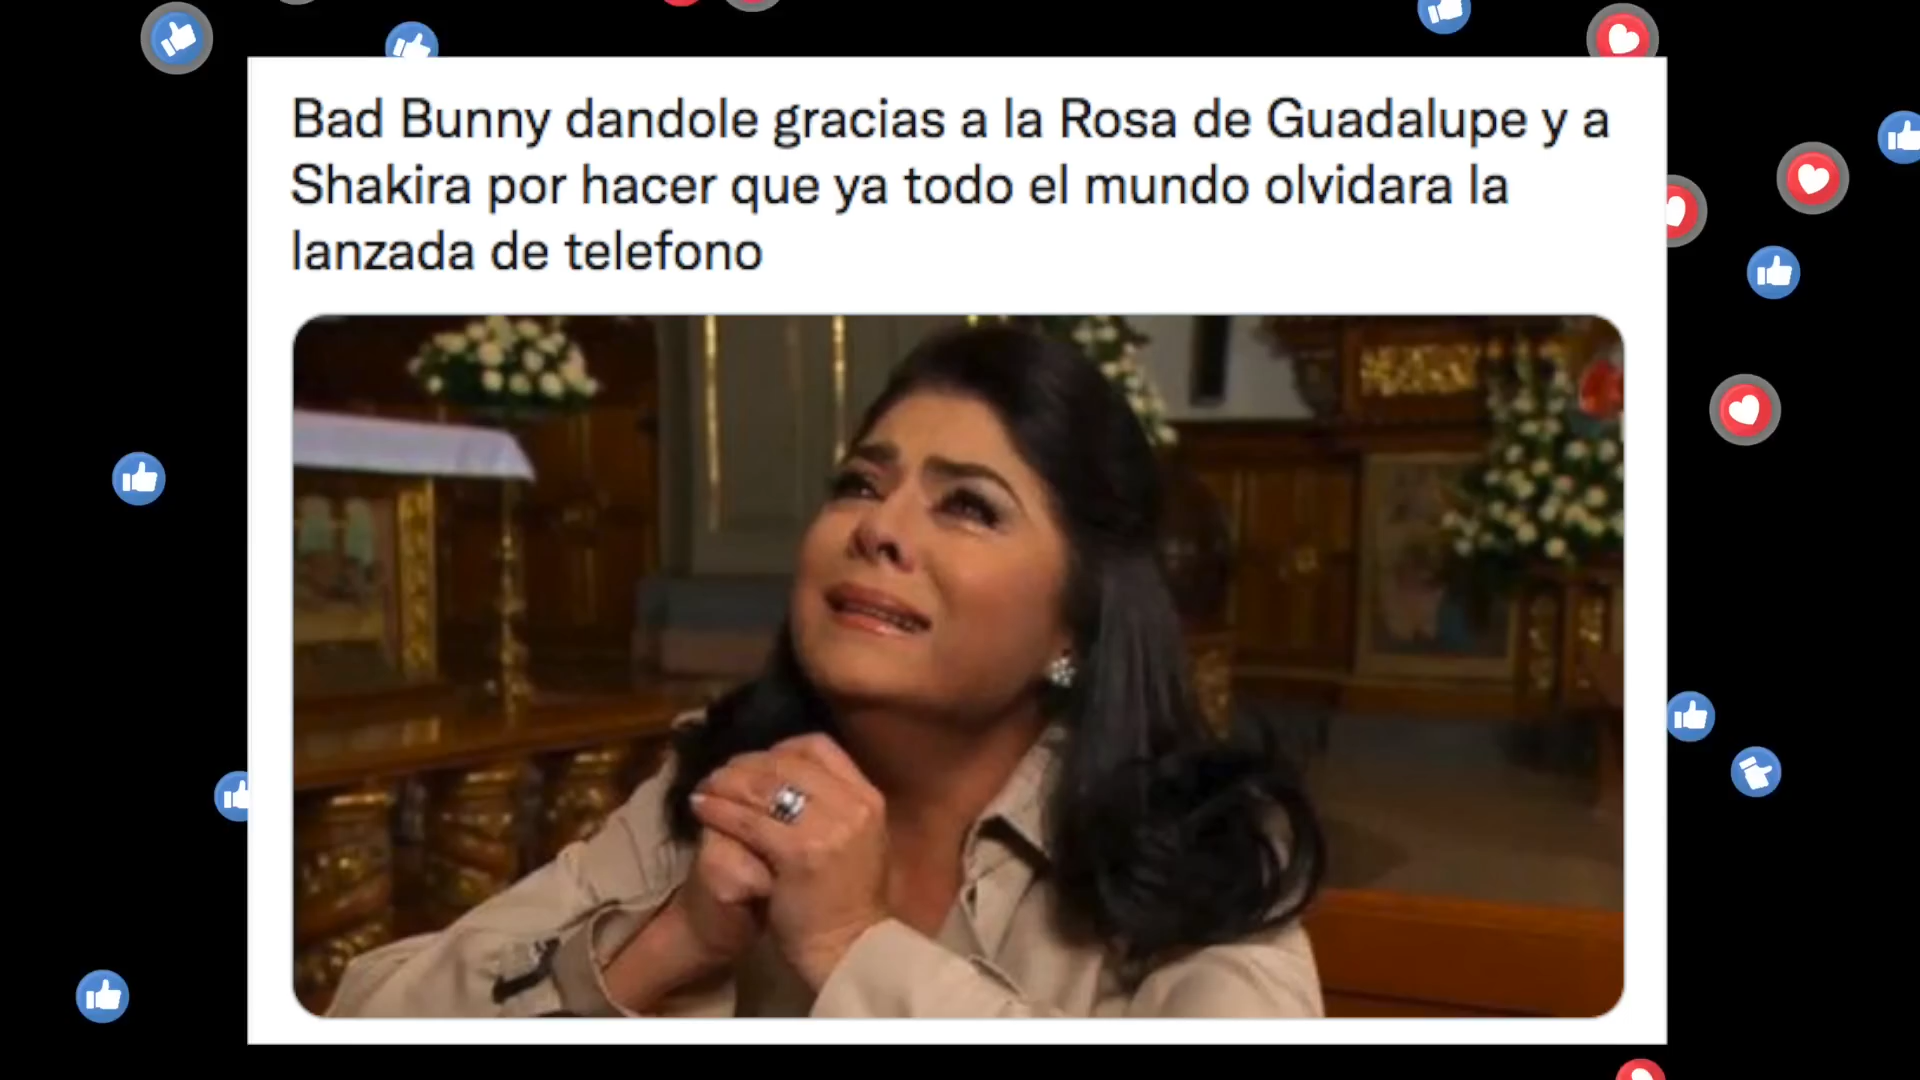 Bad Bunny dandole gracias a la Rosa de Guadalupe y a
Shakira por hacer que ya todo el mundo olvidara la
lanzada de telefono